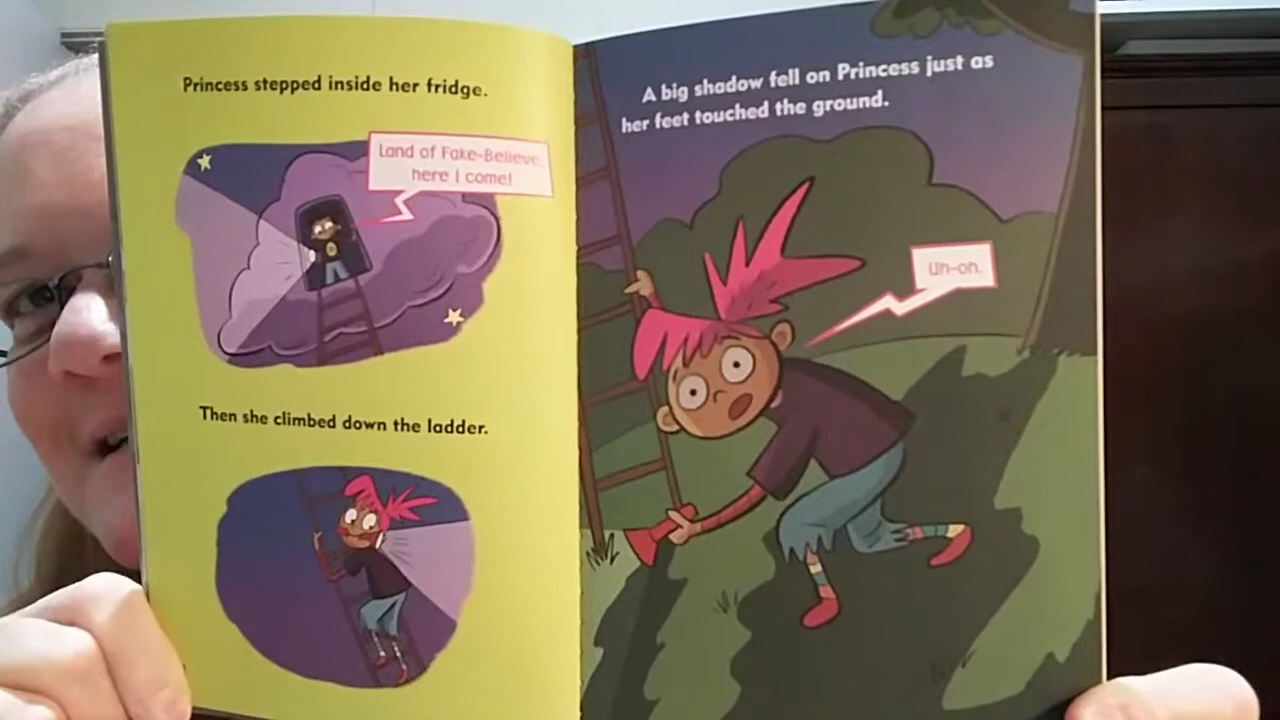 Princess stepped inside her fridge.
Land of Fake-Believe,
here I come!
Then she climbed down the ladder.
A big shadow fell on Princess just as
her feet touched the ground.
Uh-oh.